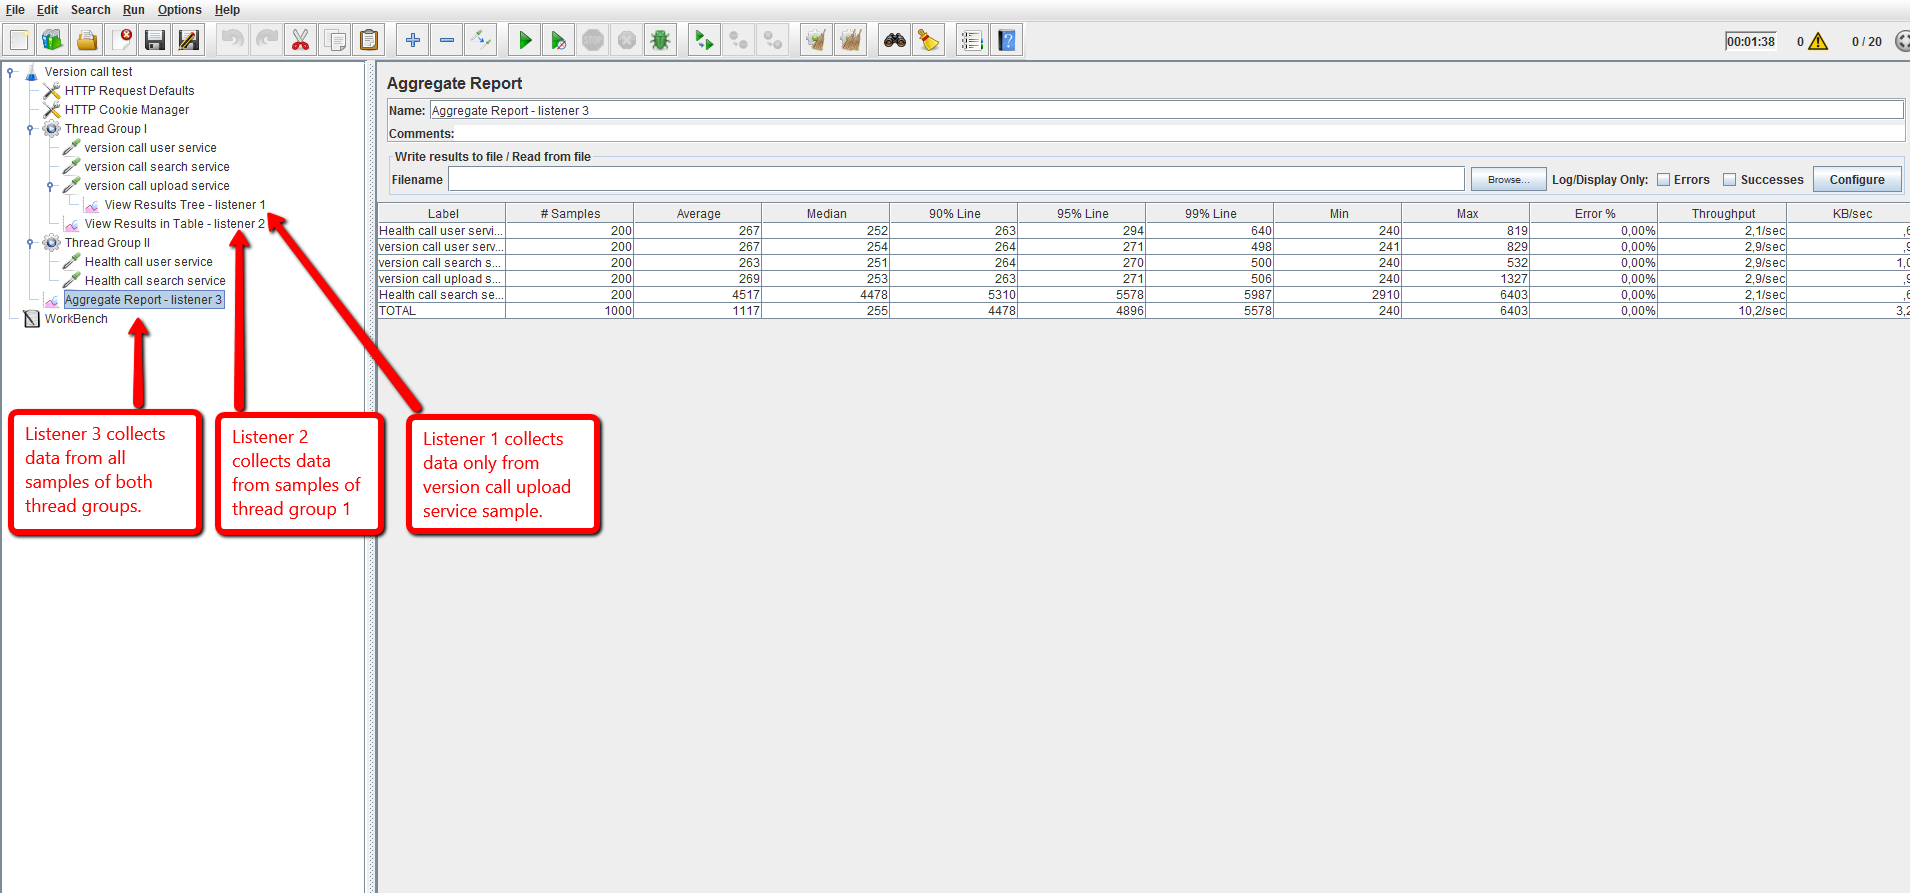 File Edit Search Run Options Help
00:01:38 0 0 / 20
Version call test
HTTP Request Defaults
HTTP Cookie Manager
Thread Group I
version call user service
version call search service
version call upload service
View Results Tree - listener 1
View Results in Table - listener 2
Thread Group II
Health call user service
Health call search service
Aggregate Report - listener 3
WorkBench
Listener 3 collects
data from all
samples of both
thread groups.
Listener 2
collects data
from samples of
thread group 1
Listener 1 collects
data only from
version call upload
service sample.
Aggregate Report
Name: Aggregate Report - listener 3
Comments:
Write results to file / Read from file
Filename Browse... Log/Display Only: Errors Successes Configure
Label # Samples Average Median 90% Line 95% Line 99% Line Min Max Error % Throughput KB/sec
Health call user servi... 200 267 252 263 294 640 240 819 0,00% 2,1/sec ,6
version call user serv... 200 267 254 264 271 498 241 829 0,00% 2,9/sec ,9
version call search s... 200 263 251 264 270 500 240 532 0,00% 2,9/sec 1,0
version call upload s... 200 269 253 263 271 506 240 1327 0,00% 2,9/sec ,9
Health call search se... 200 4517 4478 5310 5578 5987 2910 6403 0,00% 2,1/sec ,6
TOTAL 1000 1117 255 4478 4896 5578 240 6403 0,00% 10,2/sec 3,2